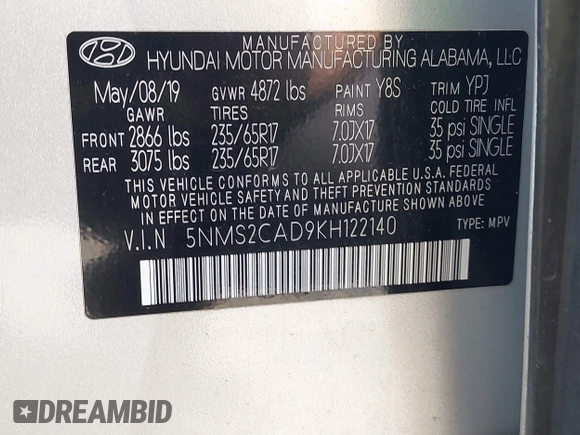 MANUFACTURED BY
HYUNDAI MOTOR MANUFACTURING ALABAMA, LLC
May/08/19 GVWR 4872 lbs PAINT Y8S TRIM YPJ
GAWR TIRES RIMS COLD TIRE INFL
FRONT 2866 lbs 235/65R17 7.0JX17 35 psi SINGLE
REAR 3075 lbs 235/65R17 7.0JX17 35 psi SINGLE
THIS VEHICLE CONFORMS TO ALL APPLICABLE U.S.A. FEDERAL
MOTOR VEHICLE SAFETY AND THEFT PREVENTION STANDARDS
IN EFFECT ON THE DATE OF MANUFACTURE SHOWN ABOVE.
V.I.N 5NMS2CAD9KH122140 TYPE: MPV
DREAMBID